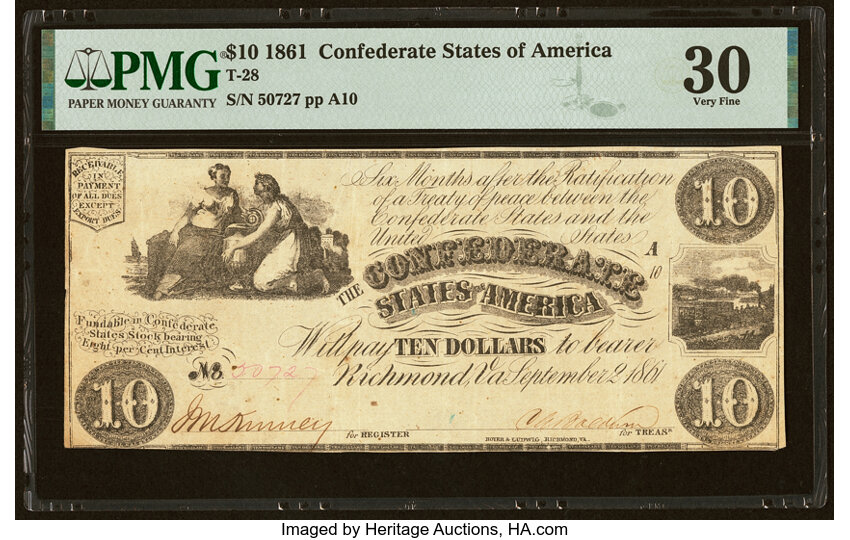 PMG®
PAPER MONEY GUARANTY
$10 1861 Confederate States of America
T-28
S/N 50727 pp A10
30
Very Fine
RECEIVABLE
IN
PAYMENT
OF ALL DUES
EXCEPT
EXPORT DUES
Six Months after the Ratification
of a Treaty of peace between the
Confederate States and the
United States
A
10
THE CONFEDERATE
STATES OF AMERICA
10
Fundable in Confederate
States Stock bearing
Eight per Cent Interest
Will pay TEN DOLLARS to bearer
No. 50727
Richmond, Va September 2 1861
10
10
for REGISTER
for TREASR
HOYER & LUDWIG, RICHMOND, VA.
Imaged by Heritage Auctions, HA.com